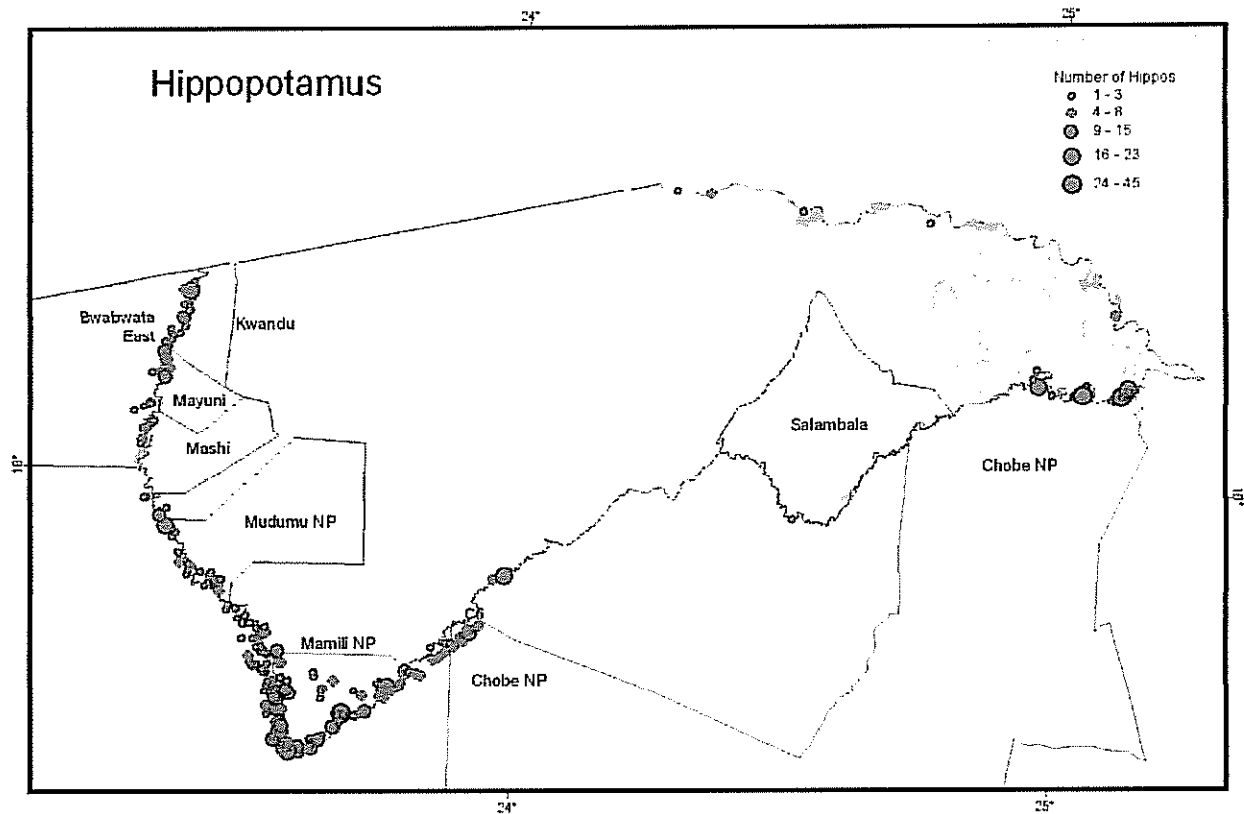 24°
25°
Hippopotamus
Number of Hippos
1 - 3
4 - 8
9 - 15
16 - 23
24 - 45
Bwabwata
East
Kwandu
Mayuni
Mashi
Salambala
Chobe NP
18°
18°
Mudumu NP
Mamili NP
Chobe NP
24°
25°